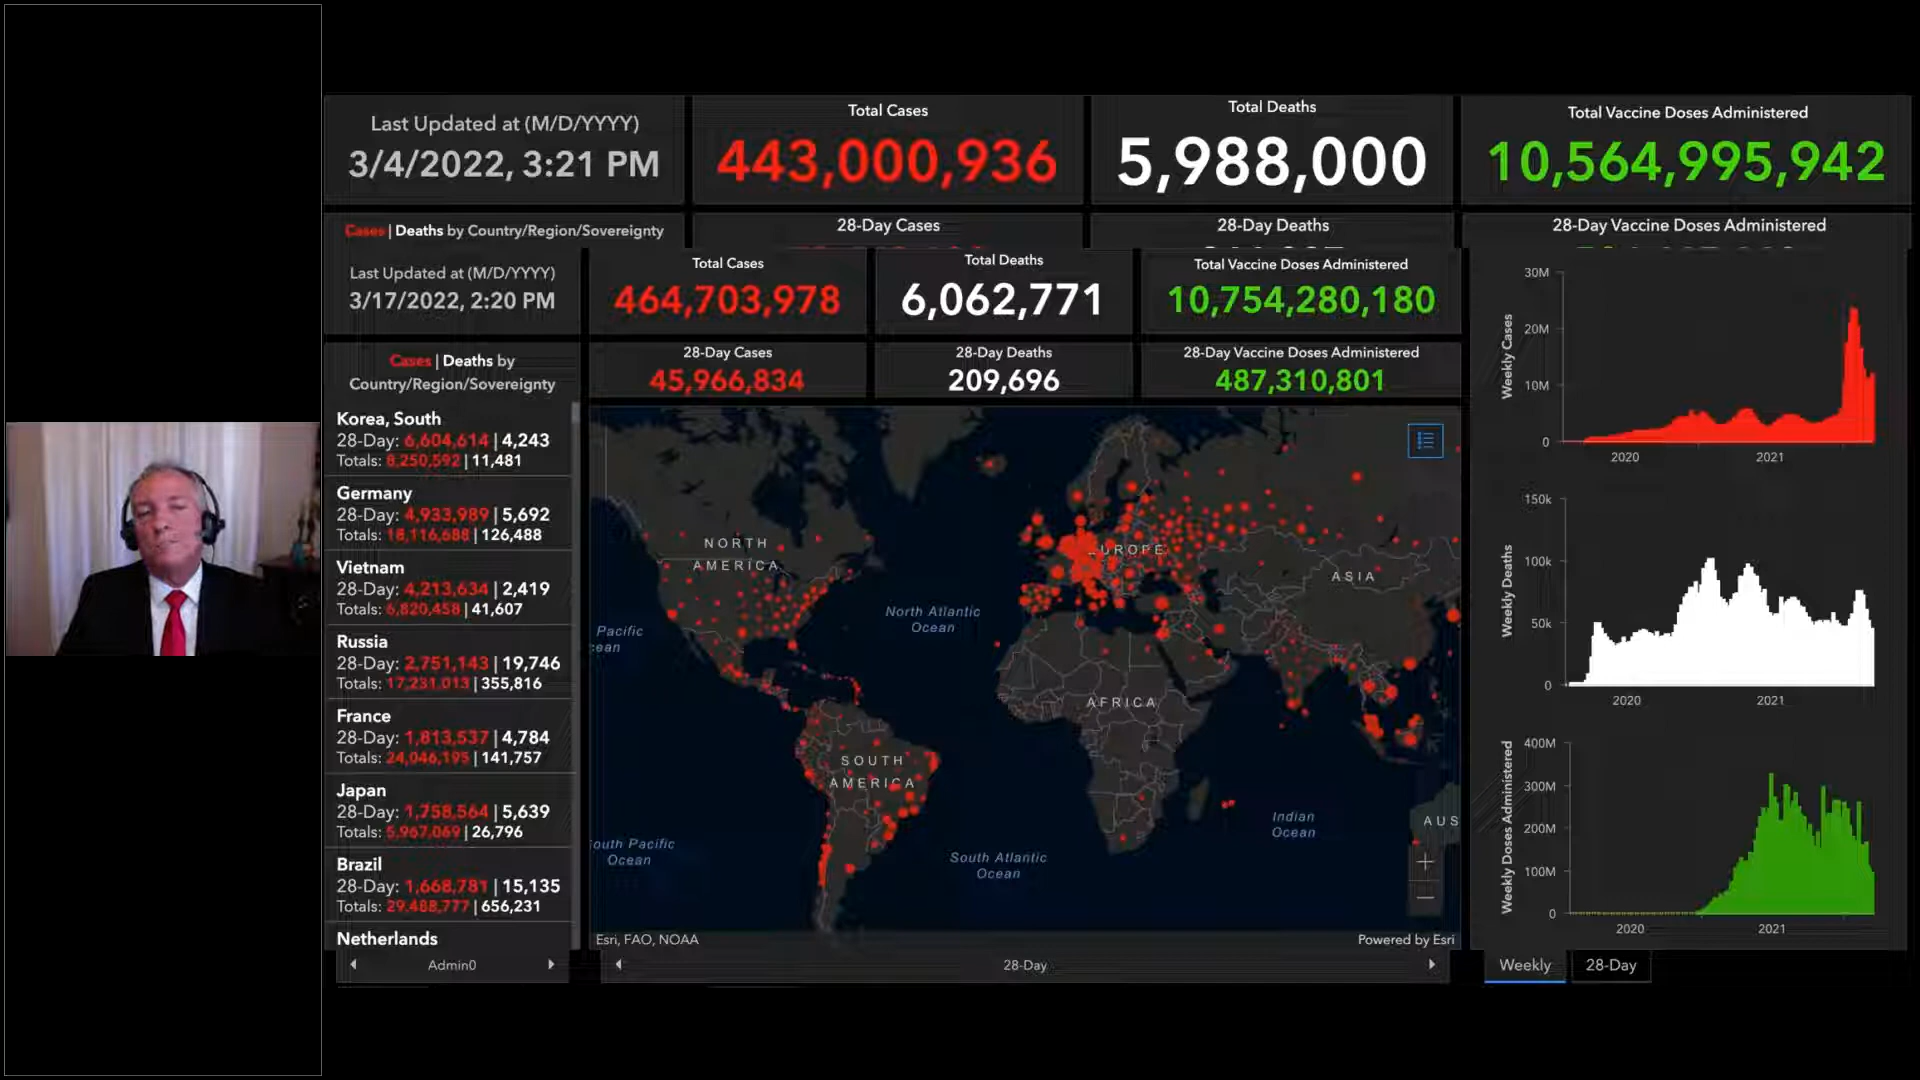 Last Updated at (M/D/YYYY)
3/4/2022, 3:21 PM
Total Cases
443,000,936
Total Deaths
5,988,000
Total Vaccine Doses Administered
10,564,995,942
Cases | Deaths by Country/Region/Sovereignty
28-Day Cases
28-Day Deaths
28-Day Vaccine Doses Administered
Last Updated at (M/D/YYYY)
3/17/2022, 2:20 PM
Total Cases
464,703,978
Total Deaths
6,062,771
Total Vaccine Doses Administered
10,754,280,180
28-Day Cases
45,966,834
28-Day Deaths
209,696
28-Day Vaccine Doses Administered
487,310,801
Cases | Deaths by
Country/Region/Sovereignty
Korea, South
28-Day: 6,604,614 | 4,243
Totals: 8,250,592 | 11,481
Germany
28-Day: 4,933,989 | 5,692
Totals: 18,116,688 | 126,488
Vietnam
28-Day: 4,213,634 | 2,419
Totals: 6,820,458 | 41,607
Russia
28-Day: 2,751,143 | 19,746
Totals: 17,231,013 | 355,816
France
28-Day: 1,813,537 | 4,784
Totals: 24,046,195 | 141,757
Japan
28-Day: 1,758,564 | 5,639
Totals: 5,967,069 | 26,796
Brazil
28-Day: 1,668,781 | 15,135
Totals: 29,488,777 | 656,231
Netherlands
Admin0
NORTH
AMERICA
EUROPE
ASIA
North Atlantic
Ocean
Pacific
cean
AFRICA
SOUTH
AMERICA
Indian
Ocean
AUS
outh Pacific
Ocean
South Atlantic
Ocean
Esri, FAO, NOAA
Powered by Esri
28-Day
Weekly Cases
30M
20M
10M
0
2020
2021
Weekly Deaths
150k
100k
50k
0
2020
2021
Weekly Doses Administered
400M
300M
200M
100M
0
2020
2021
Weekly
28-Day